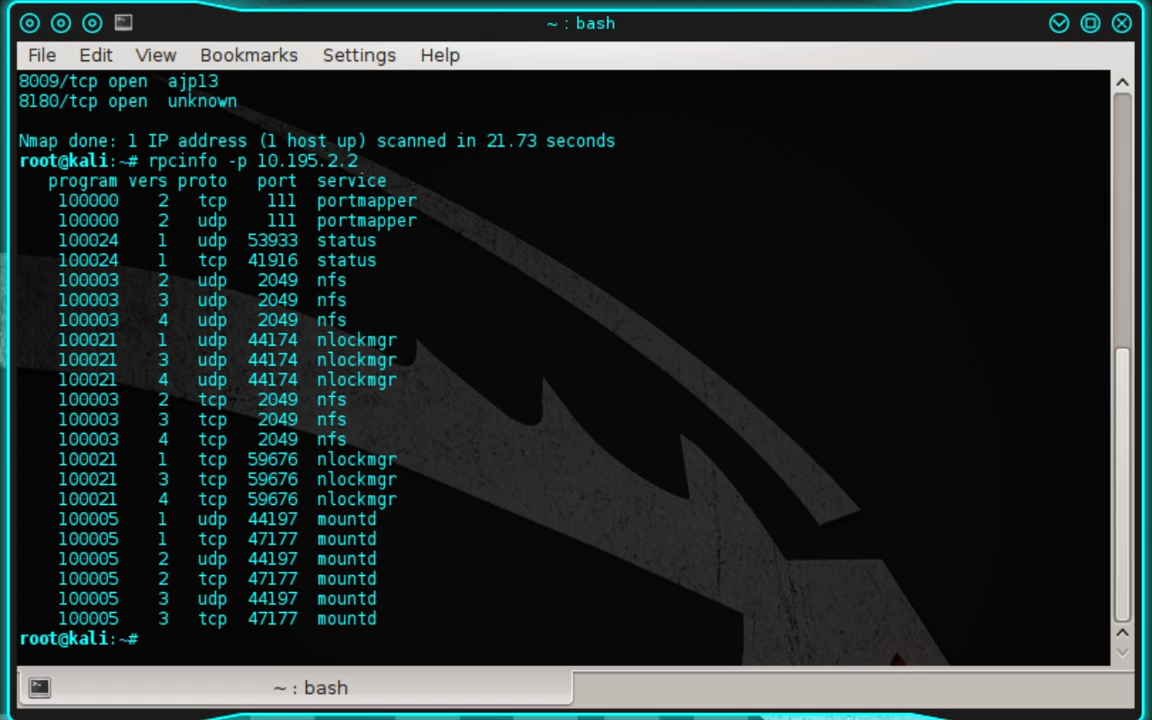 ~ : bash
File Edit View Bookmarks Settings Help
8009/tcp open  ajp13
8180/tcp open  unknown

Nmap done: 1 IP address (1 host up) scanned in 21.73 seconds
root@kali:~# rpcinfo -p 10.195.2.2
   program vers proto   port  service
    100000    2   tcp    111  portmapper
    100000    2   udp    111  portmapper
    100024    1   udp  53933  status
    100024    1   tcp  41916  status
    100003    2   udp   2049  nfs
    100003    3   udp   2049  nfs
    100003    4   udp   2049  nfs
    100021    1   udp  44174  nlockmgr
    100021    3   udp  44174  nlockmgr
    100021    4   udp  44174  nlockmgr
    100003    2   tcp   2049  nfs
    100003    3   tcp   2049  nfs
    100003    4   tcp   2049  nfs
    100021    1   tcp  59676  nlockmgr
    100021    3   tcp  59676  nlockmgr
    100021    4   tcp  59676  nlockmgr
    100005    1   udp  44197  mountd
    100005    1   tcp  47177  mountd
    100005    2   udp  44197  mountd
    100005    2   tcp  47177  mountd
    100005    3   udp  44197  mountd
    100005    3   tcp  47177  mountd
root@kali:~#
~ : bash